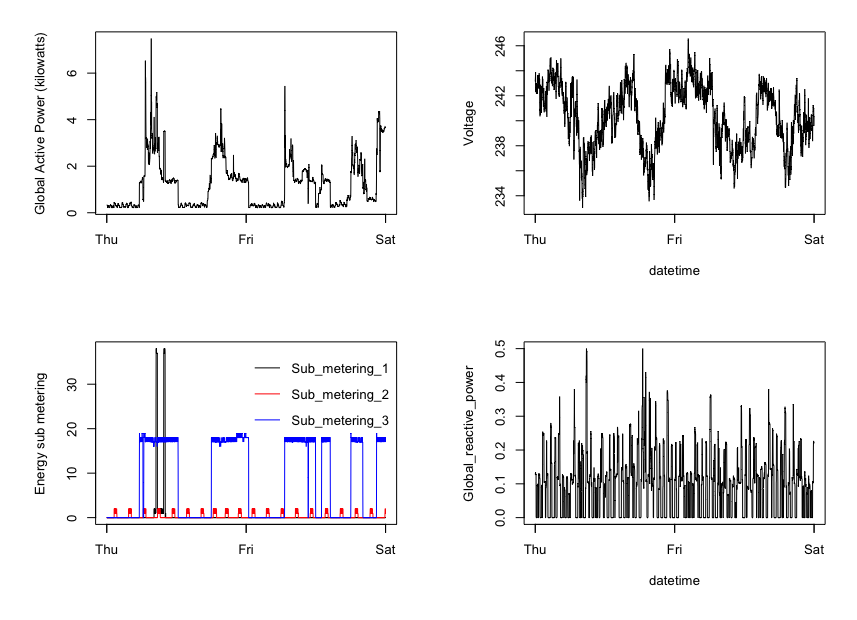 Global Active Power (kilowatts)
0 2 4 6
Thu Fri Sat
Voltage
234 238 242 246
Thu Fri Sat
datetime
Energy sub metering
0 10 20 30
Sub_metering_1
Sub_metering_2
Sub_metering_3
Thu Fri Sat
Global_reactive_power
0.0 0.1 0.2 0.3 0.4 0.5
Thu Fri Sat
datetime